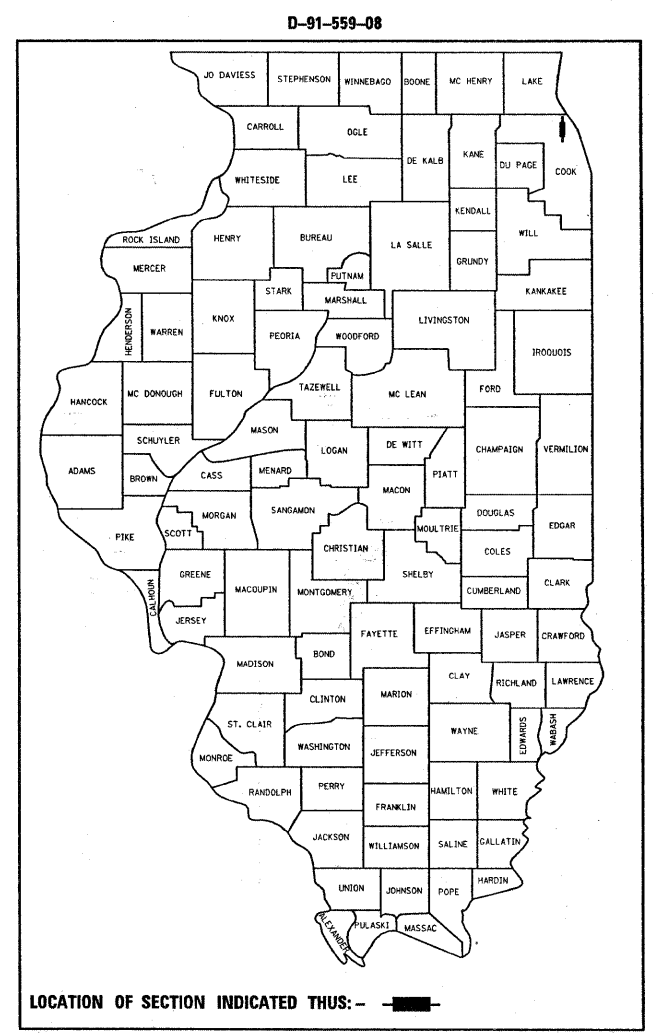 D-91-559-08
JO DAVIESS
STEPHENSON
WINNEBAGO
BOONE
MC HENRY
LAKE
CARROLL
OGLE
DE KALB
KANE
DU PAGE
COOK
WHITESIDE
LEE
KENDALL
ROCK ISLAND
HENRY
BUREAU
LA SALLE
WILL
GRUNDY
MERCER
PUTNAM
STARK
MARSHALL
KANKAKEE
HENDERSON
WARREN
KNOX
PEORIA
WOODFORD
LIVINGSTON
IROQUOIS
HANCOCK
MC DONOUGH
FULTON
TAZEWELL
MC LEAN
FORD
SCHUYLER
MASON
LOGAN
DE WITT
CHAMPAIGN
VERMILION
ADAMS
BROWN
CASS
MENARD
PIATT
MACON
PIKE
SCOTT
MORGAN
SANGAMON
MOULTRIE
DOUGLAS
EDGAR
CHRISTIAN
COLES
CALHOUN
GREENE
MACOUPIN
MONTGOMERY
SHELBY
CUMBERLAND
CLARK
JERSEY
FAYETTE
EFFINGHAM
JASPER
CRAWFORD
MADISON
BOND
CLAY
RICHLAND
LAWRENCE
CLINTON
MARION
ST. CLAIR
WAYNE
EDWARDS
WABASH
MONROE
WASHINGTON
JEFFERSON
RANDOLPH
PERRY
HAMILTON
WHITE
FRANKLIN
JACKSON
WILLIAMSON
SALINE
GALLATIN
UNION
JOHNSON
POPE
HARDIN
ALEXANDER
PULASKI
MASSAC
LOCATION OF SECTION INDICATED THUS: -